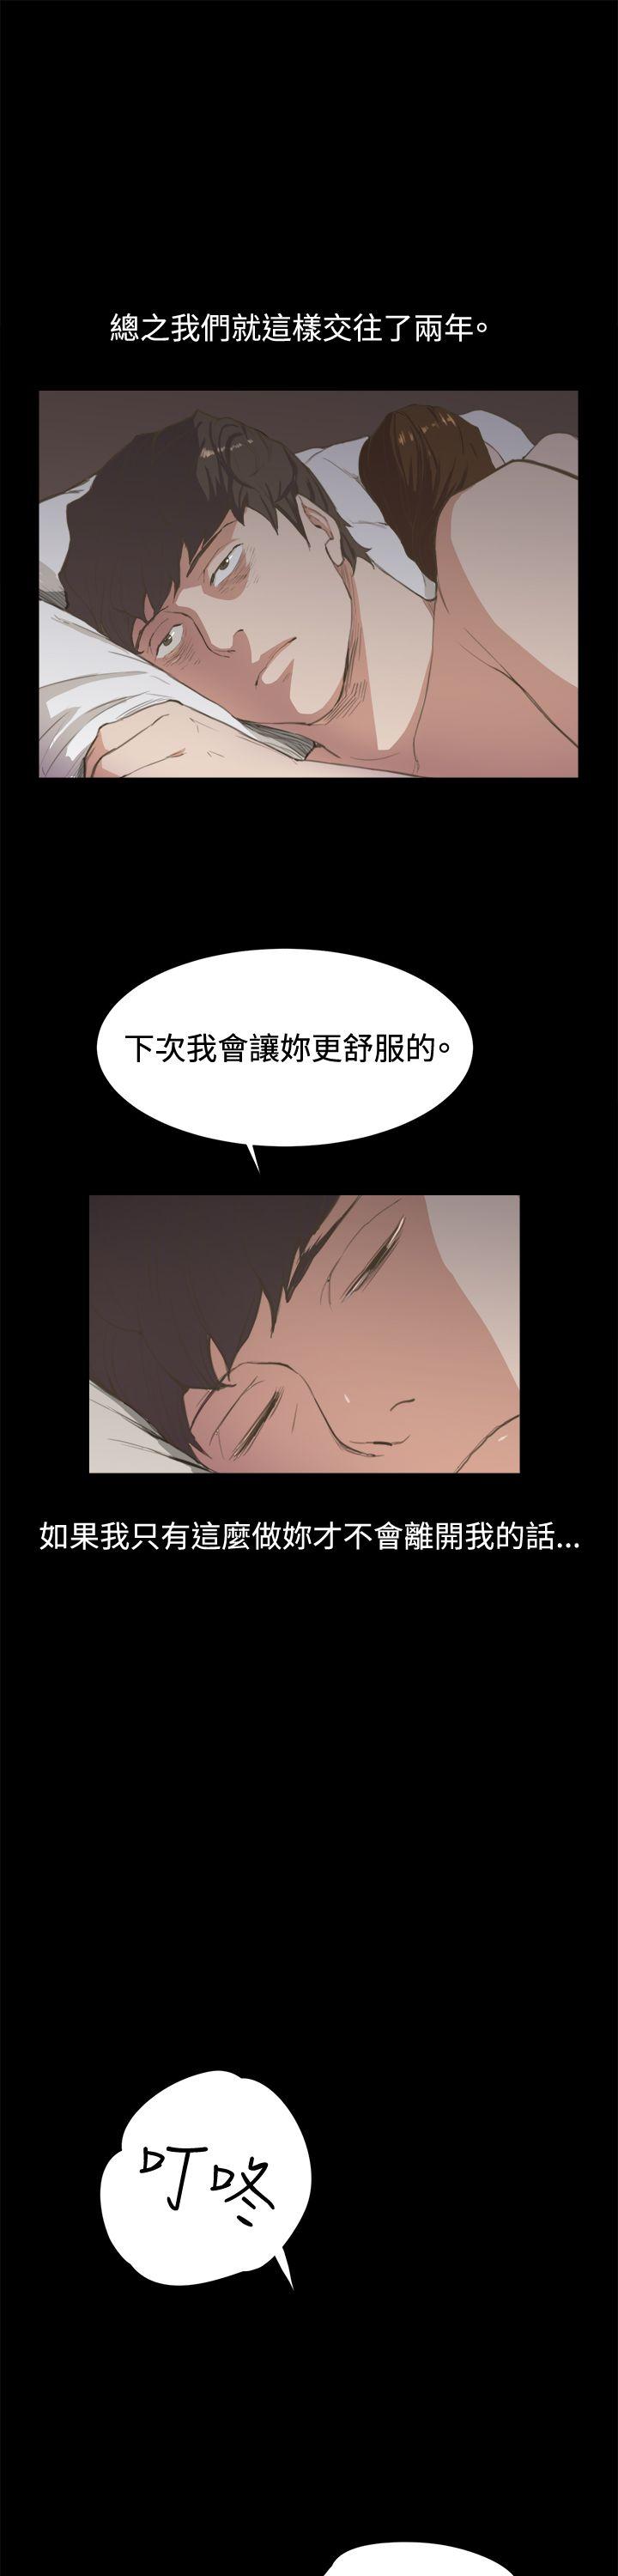 總之我們就這樣交往了兩年。
下次我會讓妳更舒服的。
如果我只有這麼做妳才不會離開我的話...
叮咚